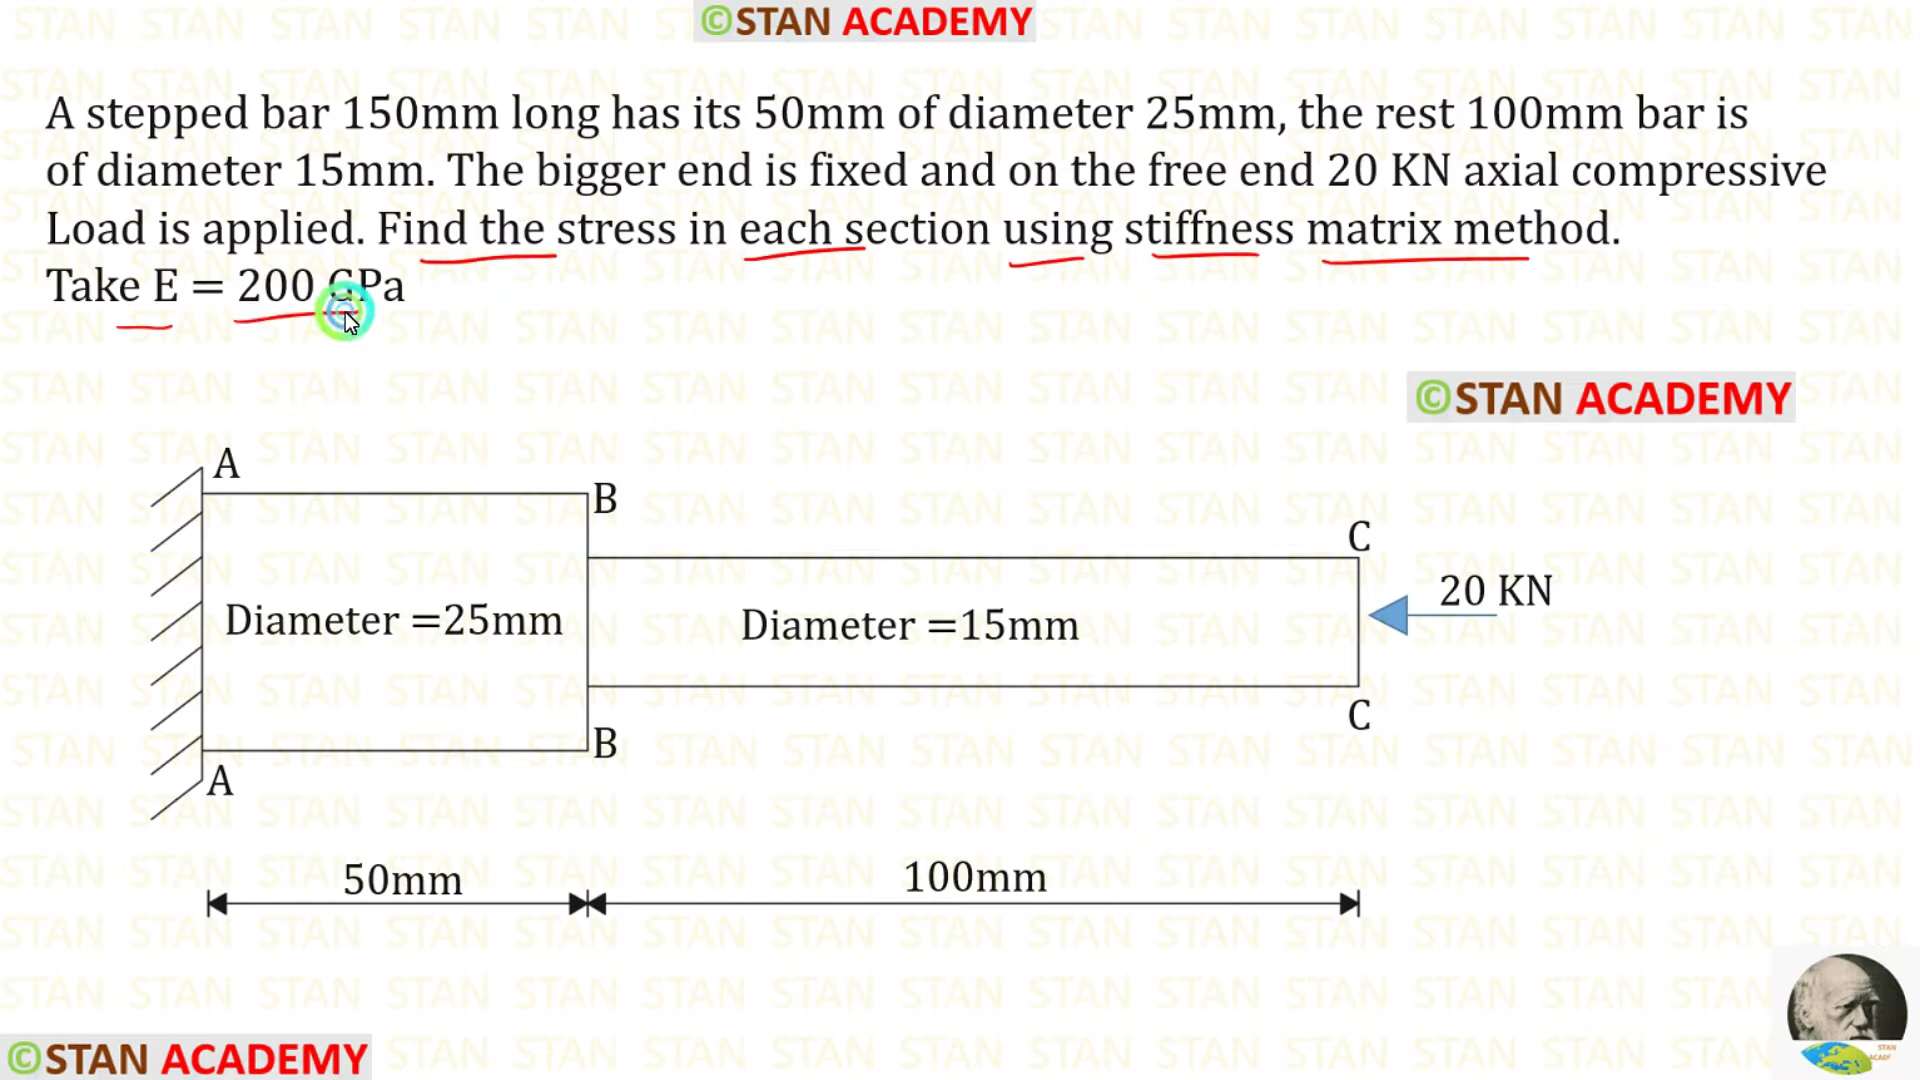 ©STAN ACADEMY
A stepped bar 150mm long has its 50mm of diameter 25mm, the rest 100mm bar is
of diameter 15mm. The bigger end is fixed and on the free end 20 KN axial compressive
Load is applied. Find the stress in each section using stiffness matrix method.
Take E = 200 GPa
©STAN ACADEMY
A
B
C
20 KN
Diameter =25mm
Diameter =15mm
C
B
A
50mm
100mm
STAN
©STAN ACADEMY